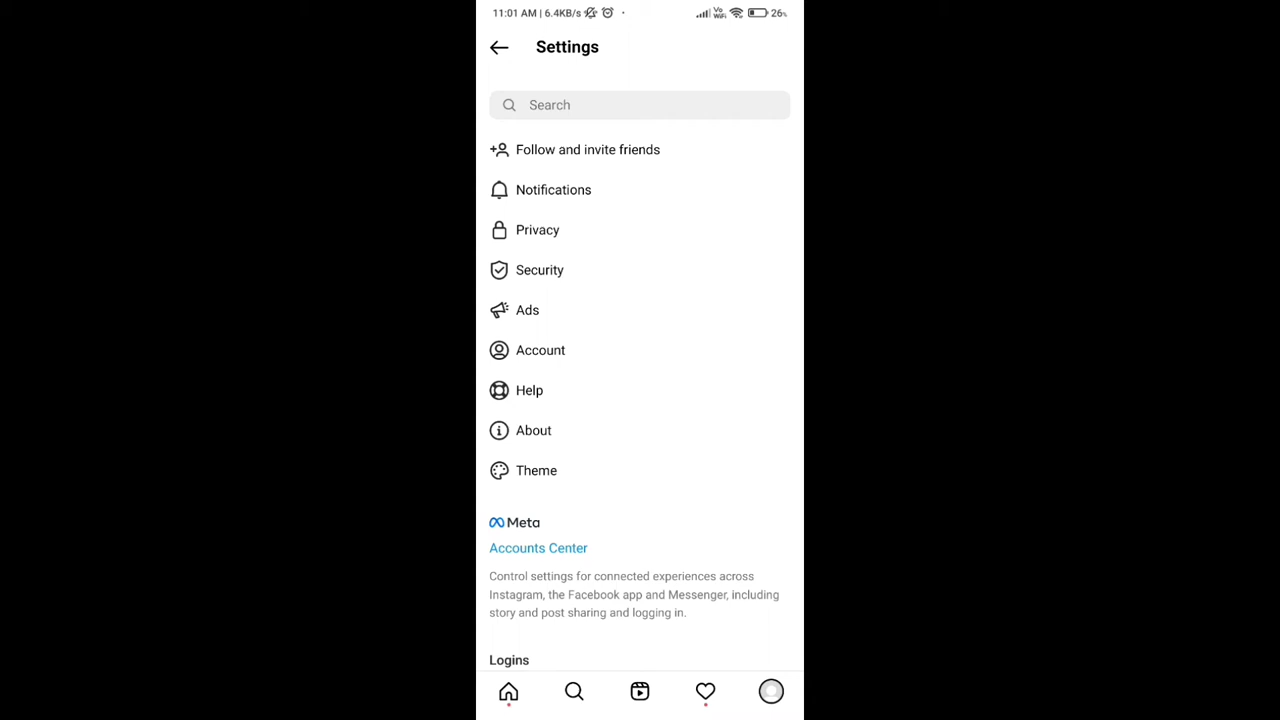 11:01 AM | 6.4KB/s Vo WiFi 26%
Settings
Search
Follow and invite friends
Notifications
Privacy
Security
Ads
Account
Help
About
Theme
Meta
Accounts Center
Control settings for connected experiences across
Instagram, the Facebook app and Messenger, including
story and post sharing and logging in.
Logins